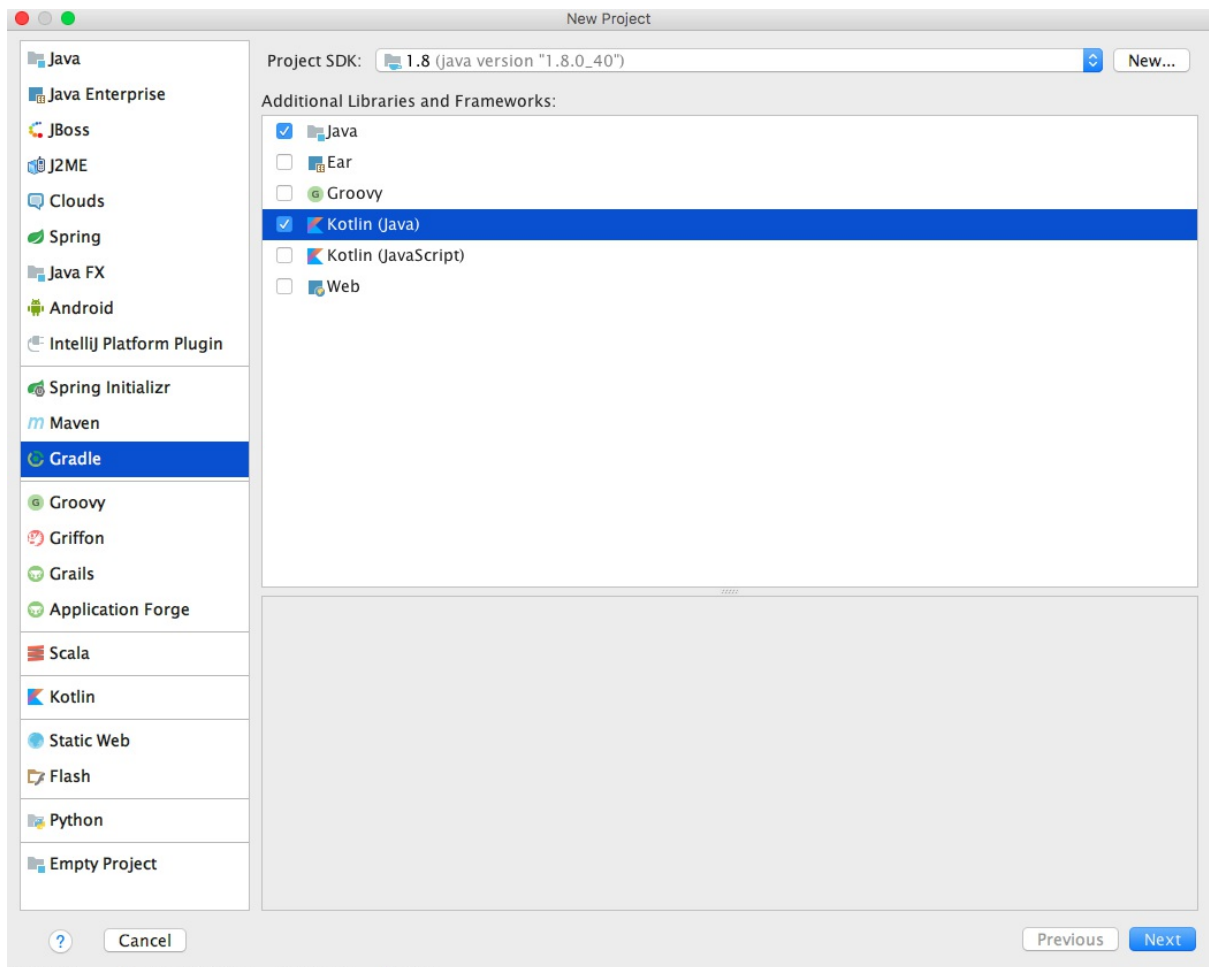 New Project
Java
Java Enterprise
JBoss
J2ME
Clouds
Spring
Java FX
Android
IntelliJ Platform Plugin
Spring Initializr
Maven
Gradle
Groovy
Griffon
Grails
Application Forge
Scala
Kotlin
Static Web
Flash
Python
Empty Project
Project SDK: 1.8 (java version "1.8.0_40") New...
Additional Libraries and Frameworks:
Java
Ear
Groovy
Kotlin (Java)
Kotlin (JavaScript)
Web
? Cancel Previous Next